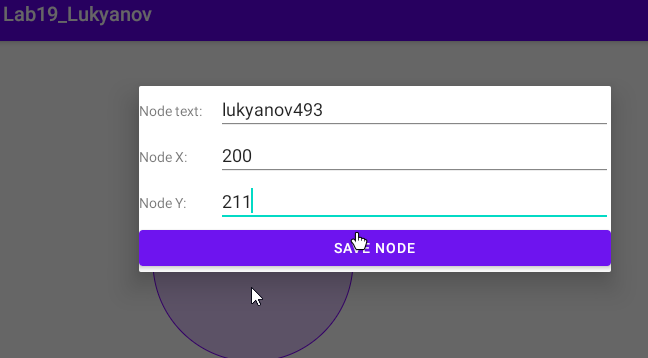 Lab19_Lukyanov
Node text: lukyanov493
Node X: 200
Node Y: 211
SAVE NODE